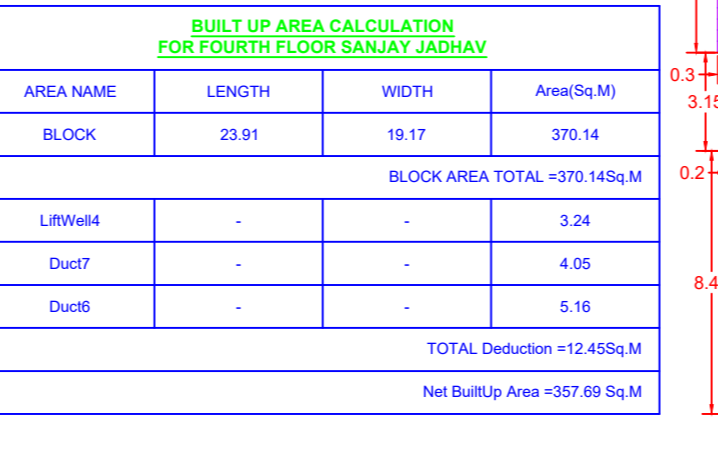 BUILT UP AREA CALCULATION
FOR FOURTH FLOOR SANJAY JADHAV
AREA NAME LENGTH WIDTH Area(Sq.M)
BLOCK 23.91 19.17 370.14
BLOCK AREA TOTAL =370.14Sq.M
LiftWell4 - - 3.24
Duct7 - - 4.05
Duct6 - - 5.16
TOTAL Deduction =12.45Sq.M
Net BuiltUp Area =357.69 Sq.M
0.3
3.15
0.2
8.4